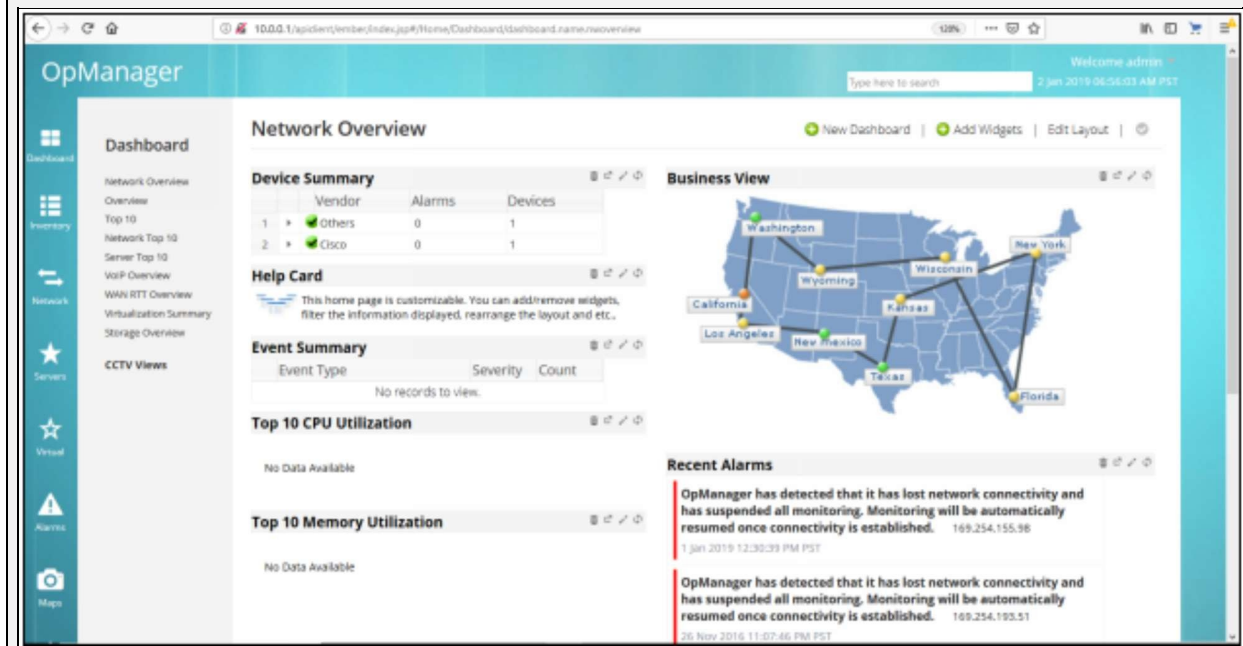 10.0.0.1/apiclient/ember/index.jsp#/Home/Dashboard/dashboard.name.nwoverview
120% ...
OpManager
Welcome admin
Type here to search
2 Jan 2019 06:56:03 AM PST
Dashboard
Inventory
Network
Servers
Virtual
Alarms
Maps
Dashboard
Network Overview
Overview
Top 10
Network Top 10
Server Top 10
VoIP Overview
WAN RTT Overview
Virtualization Summary
Storage Overview
CCTV Views
Network Overview
New Dashboard | Add Widgets | Edit Layout |
Device Summary
Vendor Alarms Devices
1 Others 0 1
2 Cisco 0 1
Help Card
This home page is customizable. You can add/remove widgets,
filter the information displayed, rearrange the layout and etc..
Event Summary
Event Type Severity Count
No records to view.
Top 10 CPU Utilization
No Data Available
Top 10 Memory Utilization
No Data Available
Business View
Washington
New York
Wisconsin
Wyoming
California
Kansas
Los Angeles
New mexico
Texas
Florida
Recent Alarms
OpManager has detected that it has lost network connectivity and
has suspended all monitoring. Monitoring will be automatically
resumed once connectivity is established. 169.254.155.98
1 Jan 2019 12:30:39 PM PST
OpManager has detected that it has lost network connectivity and
has suspended all monitoring. Monitoring will be automatically
resumed once connectivity is established. 169.254.193.51
26 Nov 2016 11:07:46 PM PST